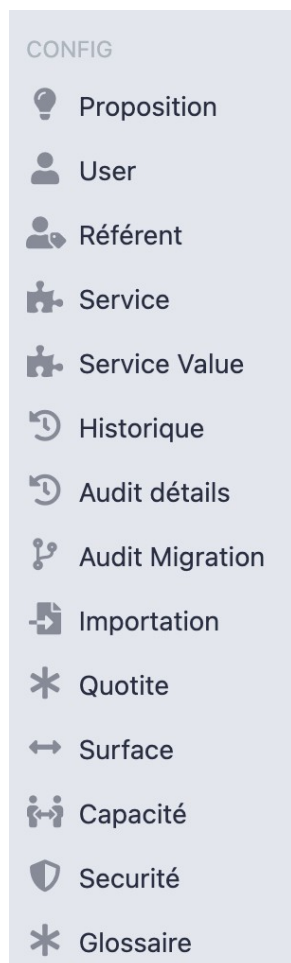 CONFIG
Proposition
User
Référent
Service
Service Value
Historique
Audit détails
Audit Migration
Importation
Quotite
Surface
Capacité
Securité
Glossaire